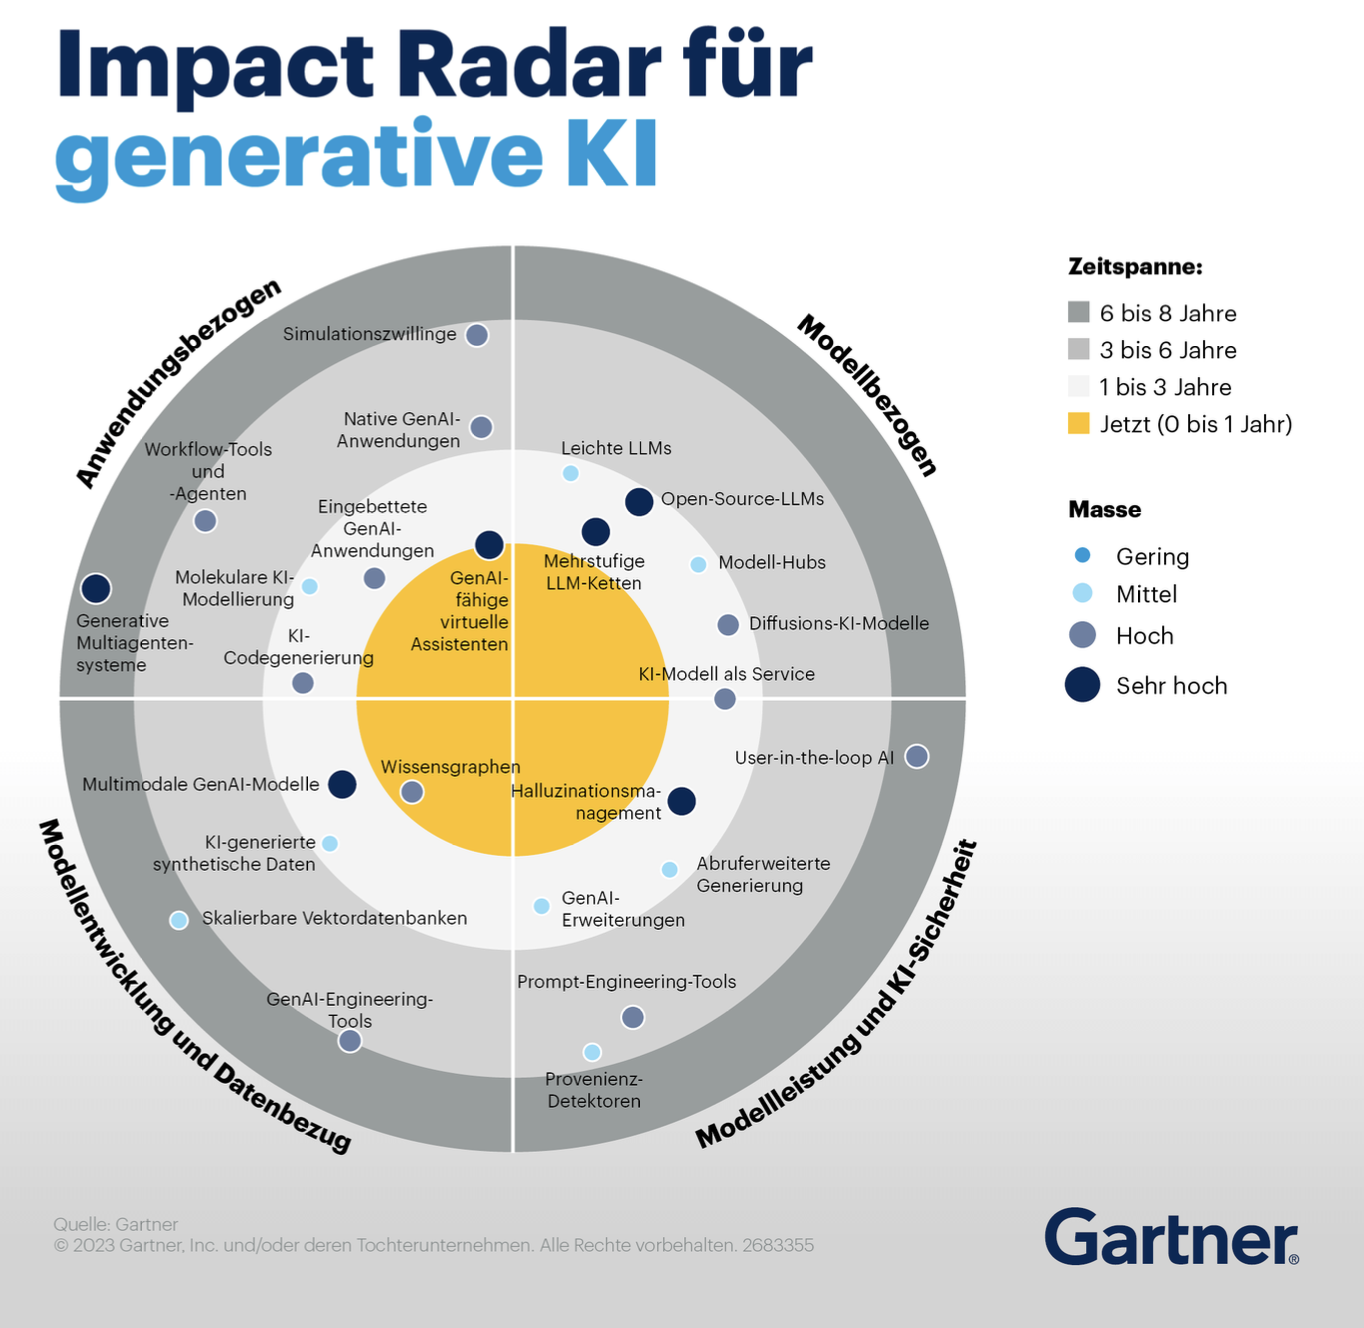 Impact Radar für
generative KI
Anwendungsbezogen
Modellbezogen
Modellentwicklung und Datenbezug
Modellleistung und KI-Sicherheit
Simulationszwillinge
Native GenAI-
Anwendungen
Workflow-Tools
und
-Agenten
Eingebettete
GenAI-
Anwendungen
Molekulare KI-
Modellierung
Generative
Multiagenten-
systeme
KI-
Codegenerierung
GenAI-
fähige
virtuelle
Assistenten
Leichte LLMs
Open-Source-LLMs
Mehrstufige
LLM-Ketten
Modell-Hubs
Diffusions-KI-Modelle
KI-Modell als Service
Multimodale GenAI-Modelle
Wissensgraphen
KI-generierte
synthetische Daten
Skalierbare Vektordatenbanken
GenAI-Engineering-
Tools
User-in-the-loop AI
Halluzinationsma-
nagement
Abruferweiterte
Generierung
GenAI-
Erweiterungen
Prompt-Engineering-Tools
Provenienz-
Detektoren
Zeitspanne:
6 bis 8 Jahre
3 bis 6 Jahre
1 bis 3 Jahre
Jetzt (0 bis 1 Jahr)
Masse
Gering
Mittel
Hoch
Sehr hoch
Quelle: Gartner
© 2023 Gartner, Inc. und/oder deren Tochterunternehmen. Alle Rechte vorbehalten. 2683355
Gartner®